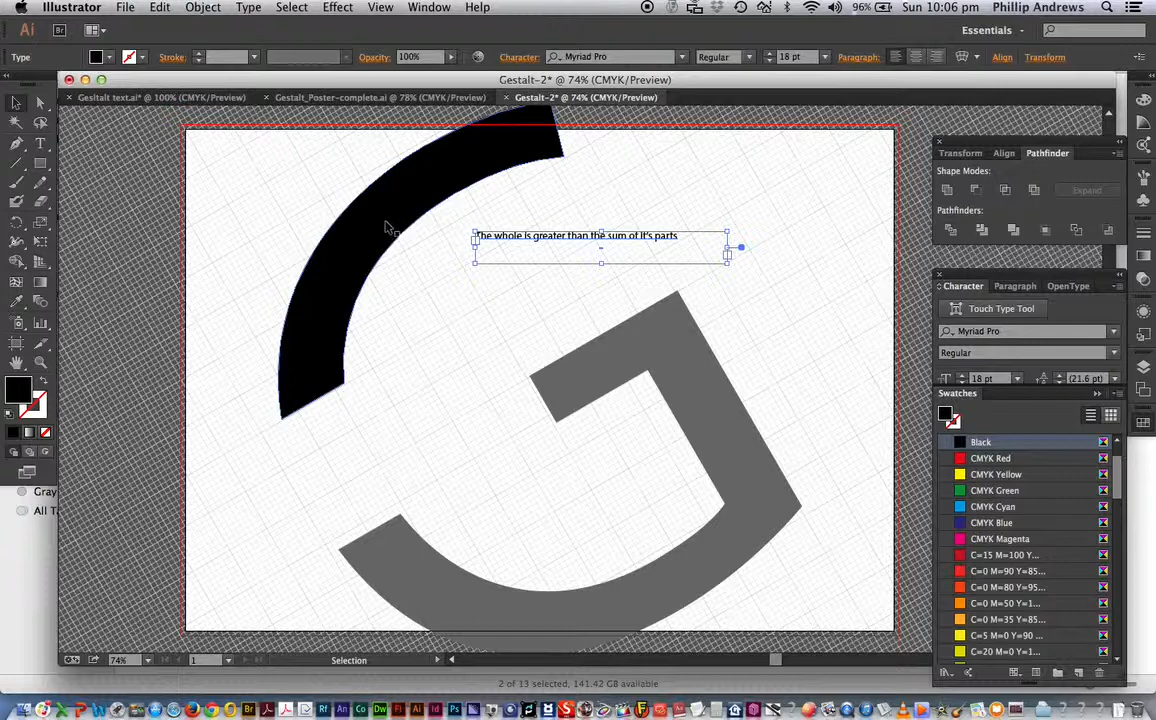 Illustrator File Edit Object Type Select Effect View Window Help 96% Sun 10:06 pm Phillip Andrews
Ai Br Essentials
Type Stroke: Opacity: 100% Character: Myriad Pro Regular 18 pt Paragraph: Align Transform
Gestalt-2* @ 74% (CMYK/Preview)
Gesltalt text.ai* @ 100% (CMYK/Preview) Gestalt_Poster-complete.ai @ 78% (CMYK/Preview) Gestalt-2* @ 74% (CMYK/Preview)
Transform Align Pathfinder
Shape Modes:
Expand
Pathfinders:
The whole is greater than the sum of it's parts
Character Paragraph OpenType
Touch Type Tool
Myriad Pro
Regular
18 pt (21.6 pt)
Swatches
Black
CMYK Red
CMYK Yellow
CMYK Green
CMYK Cyan
CMYK Blue
CMYK Magenta
C=15 M=100 Y...
C=0 M=90 Y=85...
C=0 M=80 Y=95...
C=0 M=50 Y=1...
C=0 M=35 Y=85...
C=5 M=0 Y=90 ...
C=20 M=0 Y=1...
Gray
All Ta
74% 1 Selection
2 of 13 selected, 141.42 GB available